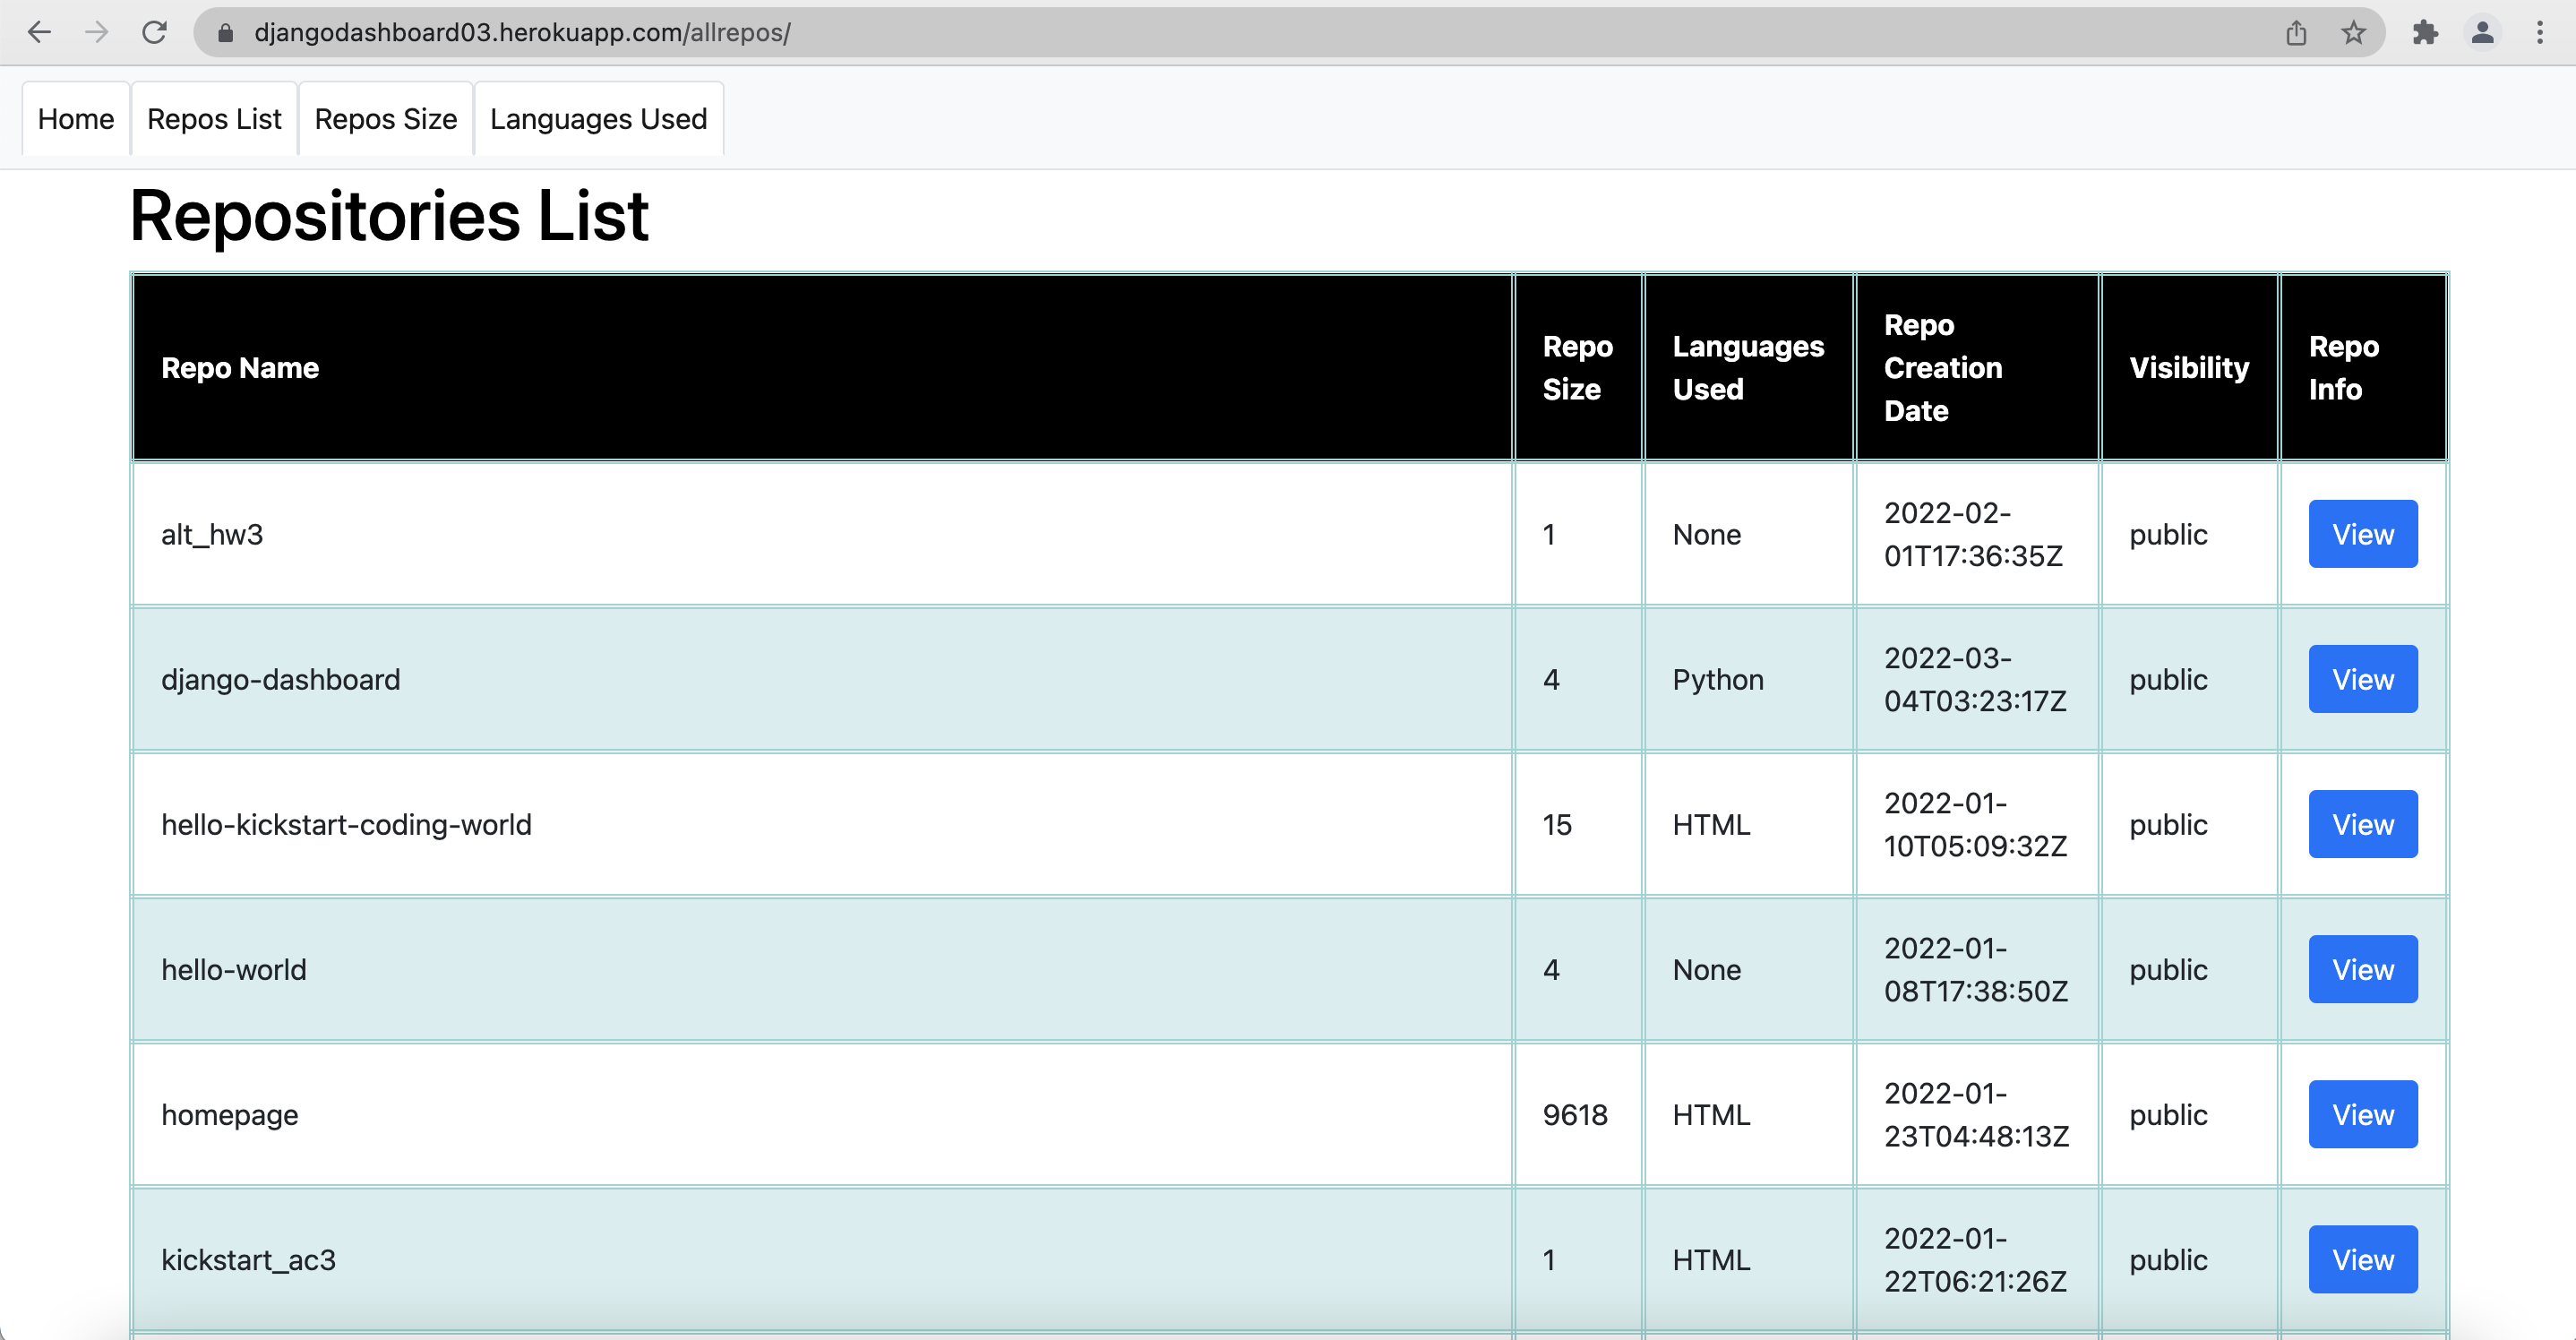 djangodashboard03.herokuapp.com/allrepos/
Home Repos List Repos Size Languages Used
Repositories List
Repo Name
Repo
Size
Languages
Used
Repo
Creation
Date
Visibility
Repo
Info
alt_hw3
1
None
2022-02-
01T17:36:35Z
public
View
django-dashboard
4
Python
2022-03-
04T03:23:17Z
public
View
hello-kickstart-coding-world
15
HTML
2022-01-
10T05:09:32Z
public
View
hello-world
4
None
2022-01-
08T17:38:50Z
public
View
homepage
9618
HTML
2022-01-
23T04:48:13Z
public
View
kickstart_ac3
1
HTML
2022-01-
22T06:21:26Z
public
View